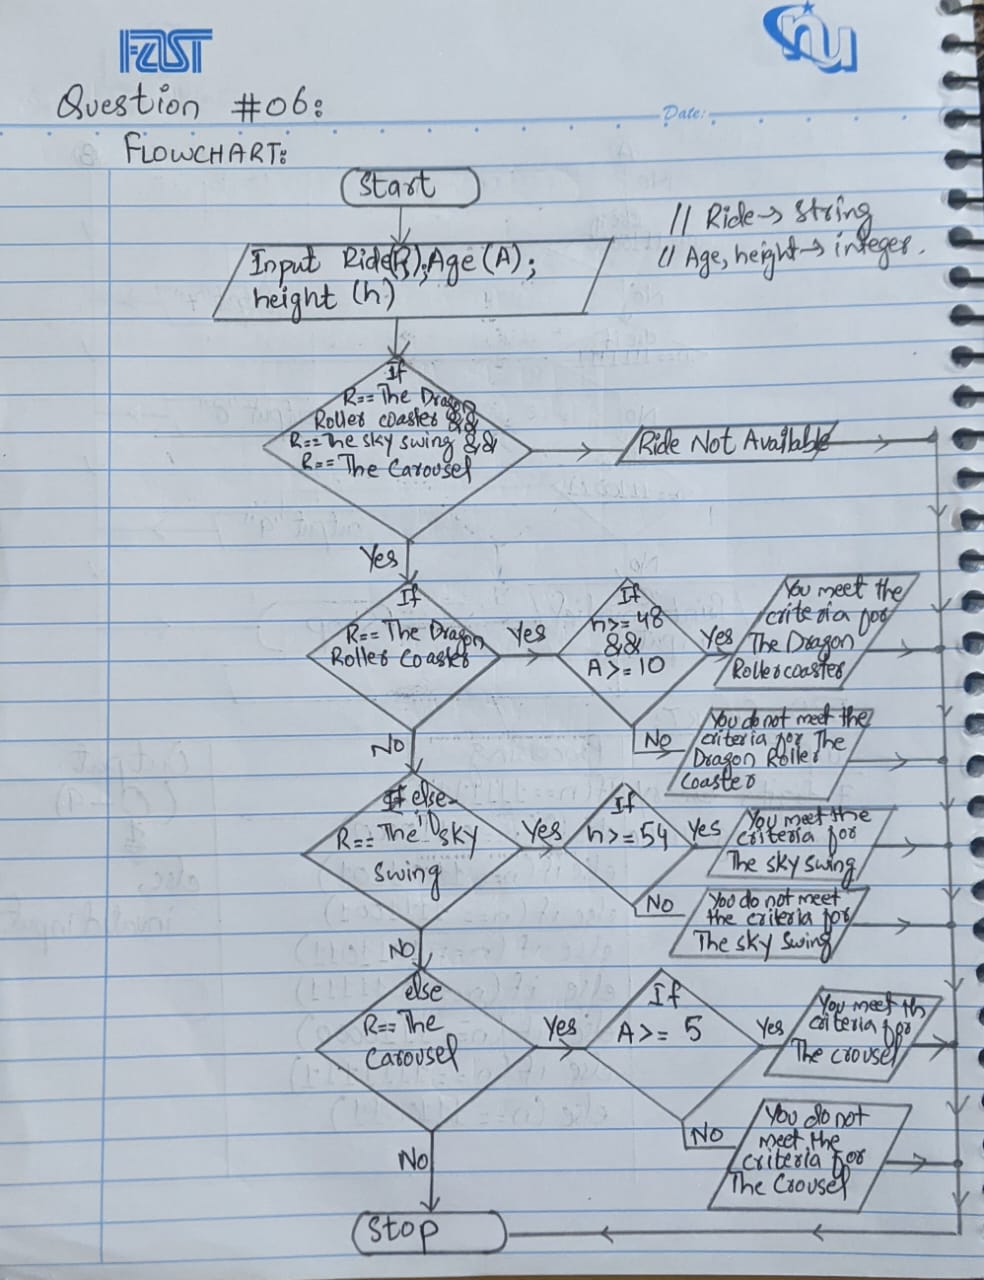 FAST
nu
Question #06:
Date:
FLOWCHART:
Start
// Ride→ String
// Age, height→ integer.
Input Ride(R); Age (A);
height (h)
If
R== The Dragon
Roller coaster &&
R== The sky swing &&
R== The Carousel
Ride Not Available
Yes
If
R== The Dragon
Roller Coaster
Yes
If
h>= 48
&&
A>= 10
Yes
You meet the
criteria for
The Dragon
Rollercoaster
No
You do not meet the
criteria for The
Dragon Roller
Coaster
No
If else
R== The sky
Swing
Yes
If
h>= 54
Yes
You meet the
criteria for
The sky swing
No
You do not meet
the criteria for
The sky Swing
No
else
R== The
Carousel
Yes
If
A>= 5
Yes
You meet th
criteria for
The crousel
No
You do not
meet the
criteria for
The Crousel
No
Stop